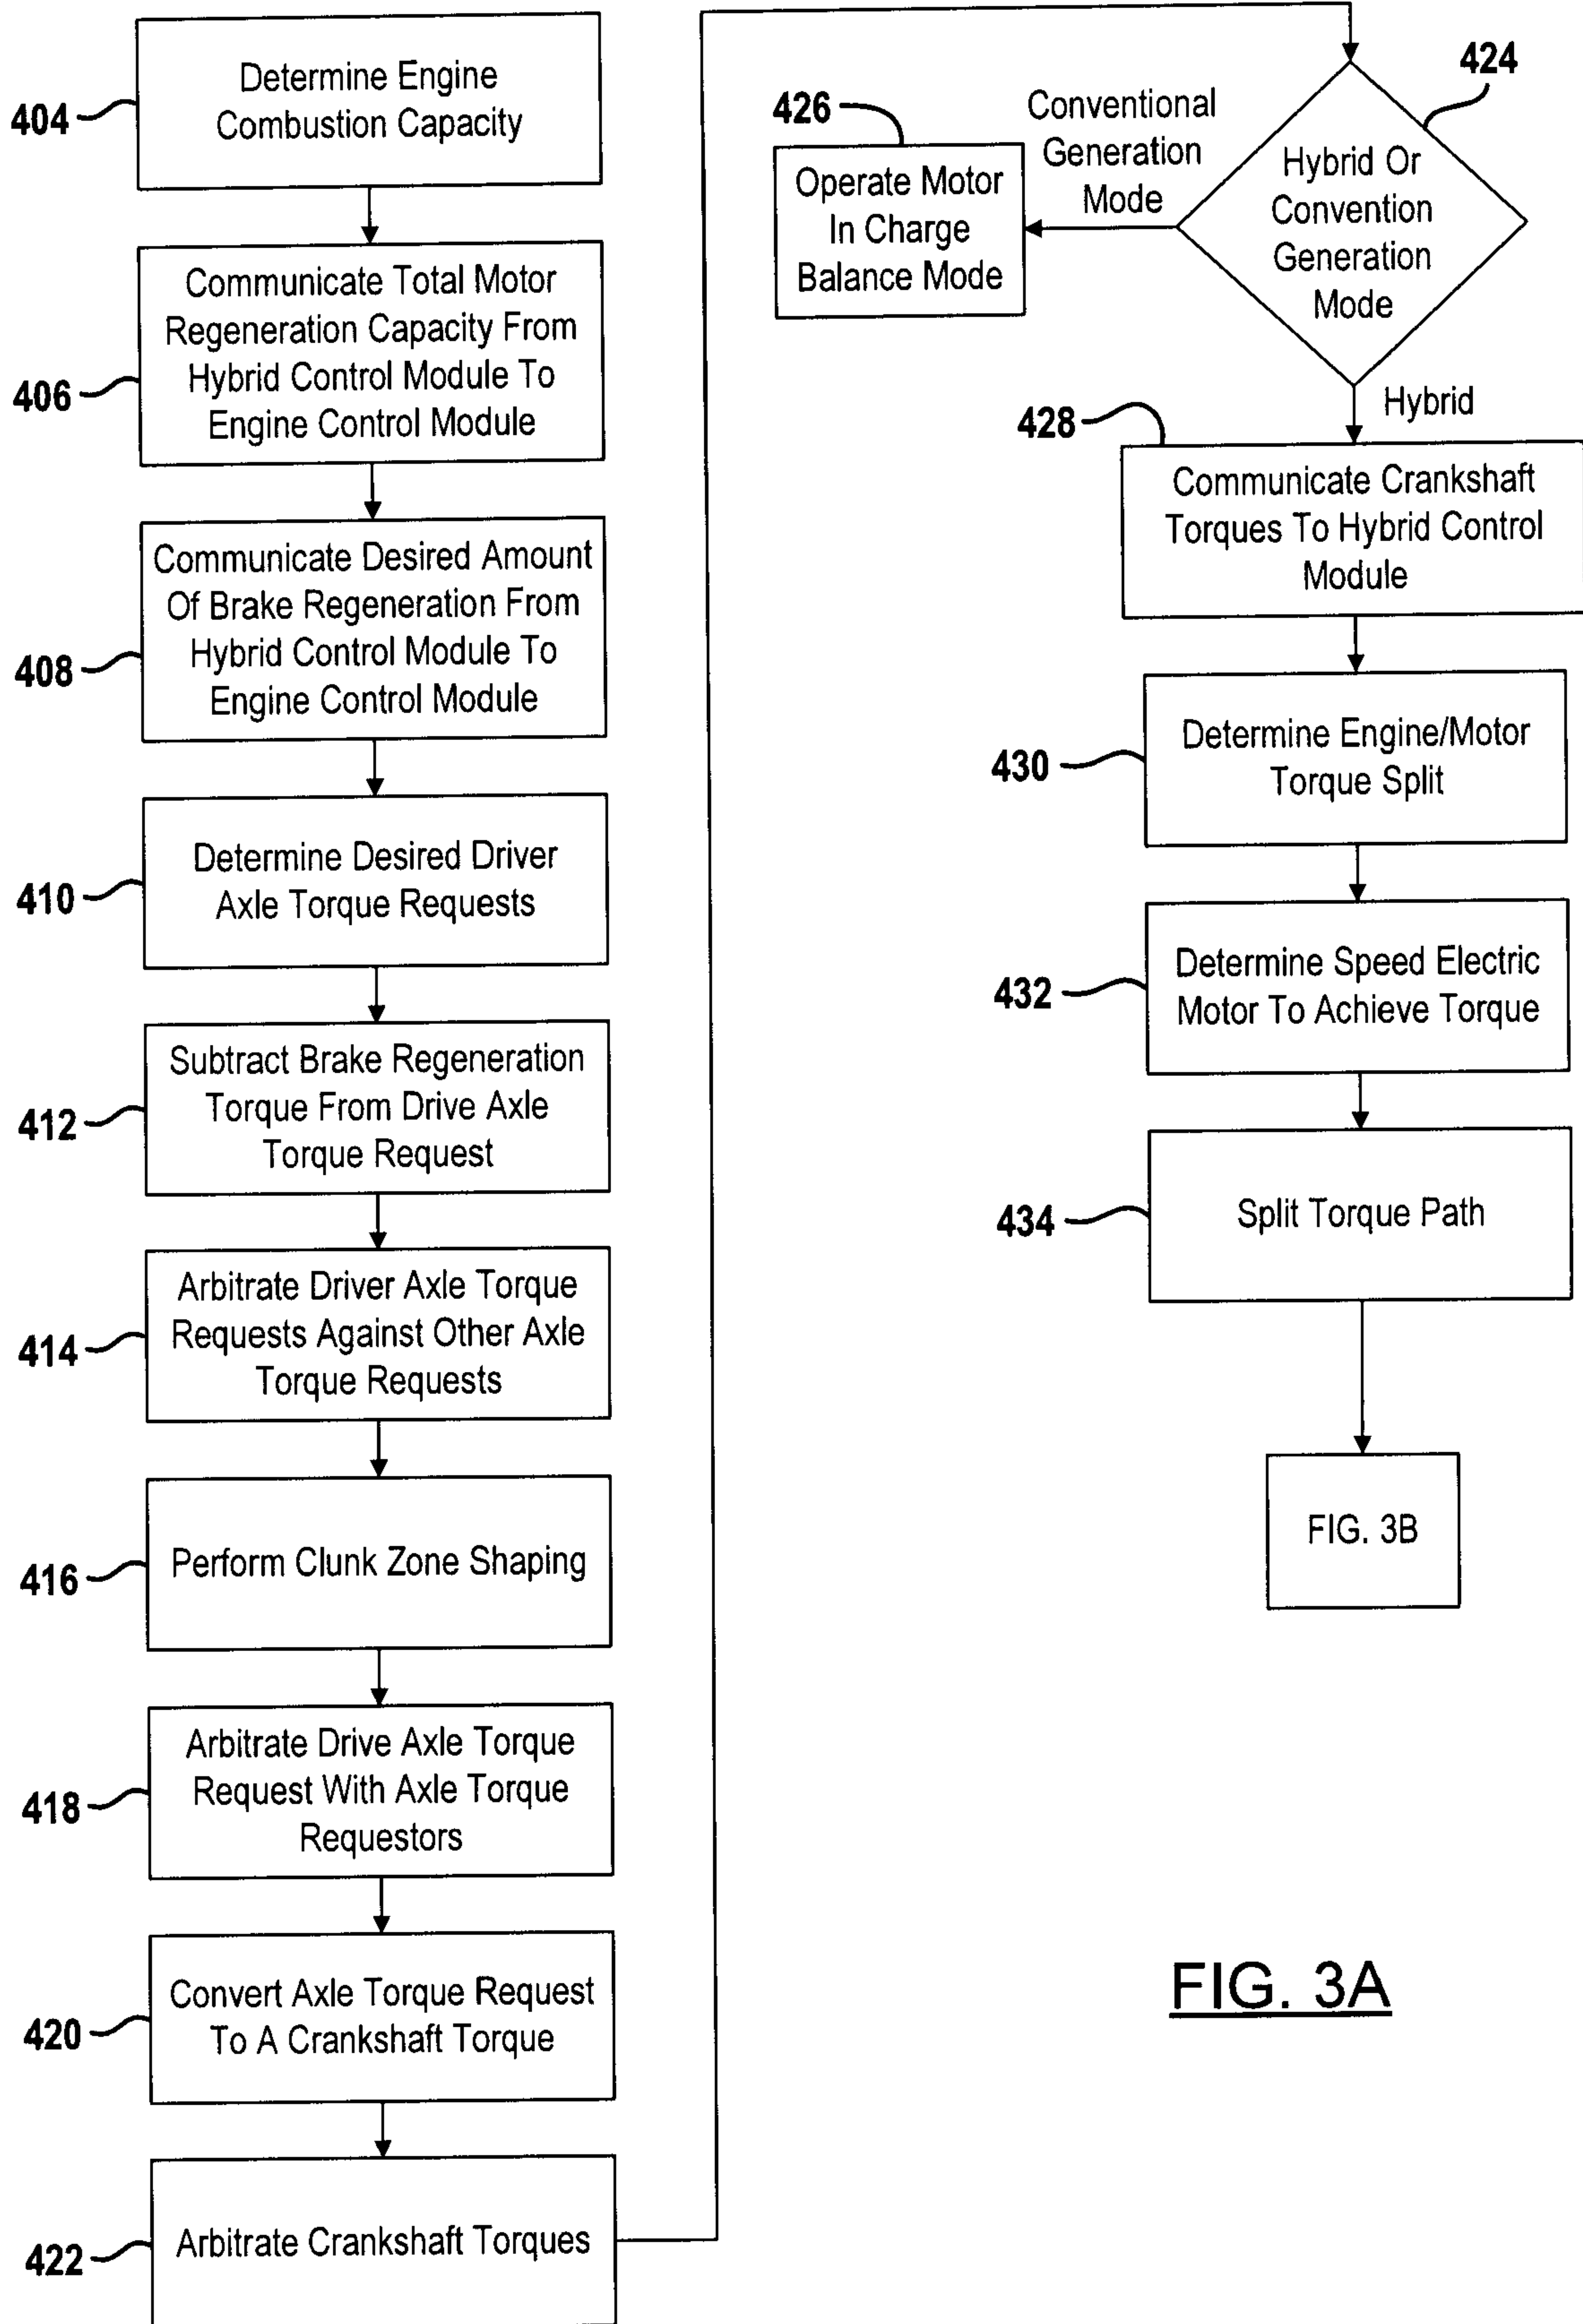 404
Determine Engine
Combustion Capacity
406
Communicate Total Motor
Regeneration Capacity From
Hybrid Control Module To
Engine Control Module
408
Communicate Desired Amount
Of Brake Regeneration From
Hybrid Control Module To
Engine Control Module
410
Determine Desired Driver
Axle Torque Requests
412
Subtract Brake Regeneration
Torque From Drive Axle
Torque Request
414
Arbitrate Driver Axle Torque
Requests Against Other Axle
Torque Requests
416
Perform Clunk Zone Shaping
418
Arbitrate Drive Axle Torque
Request With Axle Torque
Requestors
420
Convert Axle Torque Request
To A Crankshaft Torque
422
Arbitrate Crankshaft Torques
424
Hybrid Or
Convention
Generation
Mode
Conventional
Generation
Mode
426
Operate Motor
In Charge
Balance Mode
Hybrid
428
Communicate Crankshaft
Torques To Hybrid Control
Module
430
Determine Engine/Motor
Torque Split
432
Determine Speed Electric
Motor To Achieve Torque
434
Split Torque Path
FIG. 3B
FIG. 3A